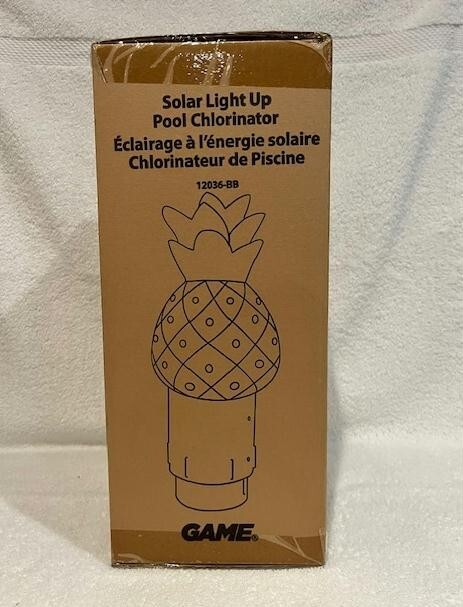 Solar Light Up
Pool Chlorinator
Éclairage à l'énergie solaire
Chlorinateur de Piscine
12036-BB
GAME®